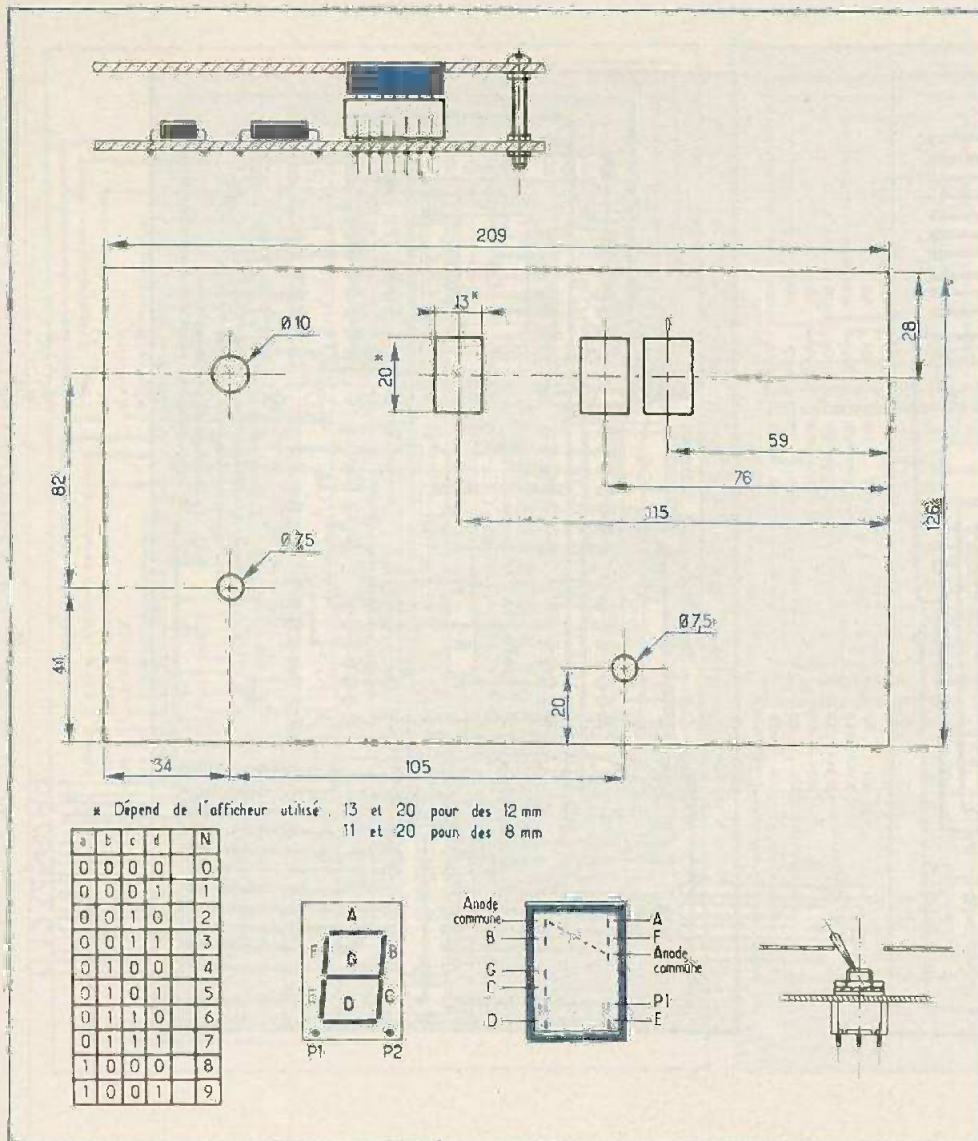 209
13*
Ø10
20*
28
59
76
115
126*
82
Ø 7,5
41
Ø 7,5
20
34
105
* Dépend de l'afficheur utilisé. 13 et 20 pour des 12 mm
11 et 20 pour des 8 mm
a b c d N
0 0 0 0 0
0 0 0 1 1
0 0 1 0 2
0 0 1 1 3
0 1 0 0 4
0 1 0 1 5
0 1 1 0 6
0 1 1 1 7
1 0 0 0 8
1 0 0 1 9
A
F G B
D C
P1 P2
Anode commune
B
G
C
D
A
F
Anode commune
P1
E